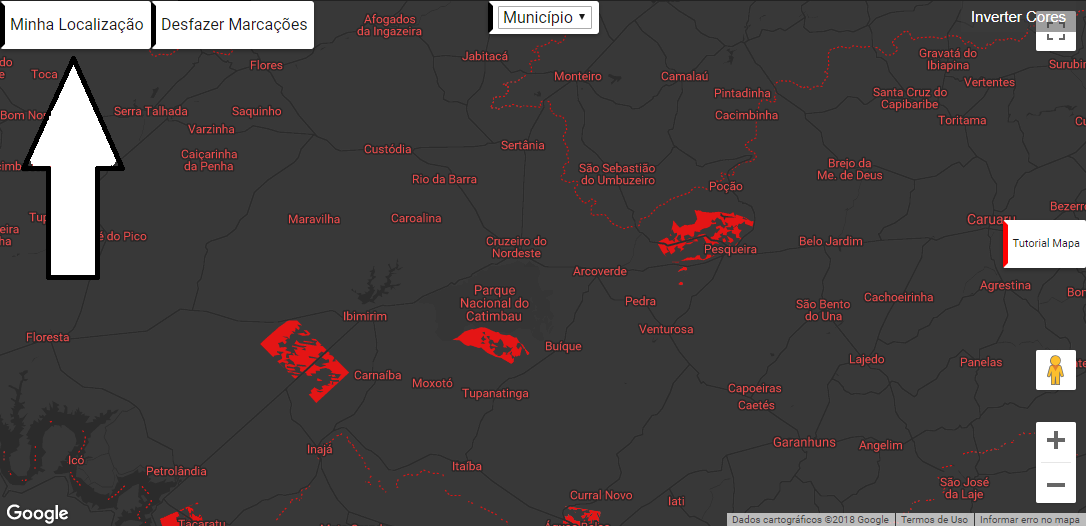 Minha Localização
Desfazer Marcações
Município
Inverter Cores
Afogados
da Ingazeira
Jabitacá
Flores
Toca
Monteiro
Camalaú
Gravatá do
Ibiapina
Surubim
Vertentes
Pintadinha
Santa Cruz do
Capibaribe
Cacimbinha
Toritama
Bom No
Serra Talhada
Saquinho
Varzinha
Custódia
Sertânia
Caiçarinha
da Penha
São Sebastião
do Umbuzeiro
Brejo da
Me. de Deus
Rio da Barra
Poção
Maravilha
Caroalina
Caruaru
Bezerro
é do Pico
Cruzeiro do
Nordeste
Pesqueira
Belo Jardim
Tutorial Mapa
Arcoverde
Parque
Nacional do
Catimbau
Pedra
São Bento
do Una
Cachoeirinha
Agrestina
Bon
Ibimirim
Venturosa
Floresta
Buíque
Lajedo
Panelas
Carnaíba
Moxotó
Tupanatinga
Capoeiras
Caetés
Garanhuns
Angelim
Inajá
Icó
Petrolândia
Itaíba
São José
da Laje
Curral Novo
Iati
Tacaratu
Google
Dados cartográficos ©2018 Google
Termos de Uso
Informar erro no mapa